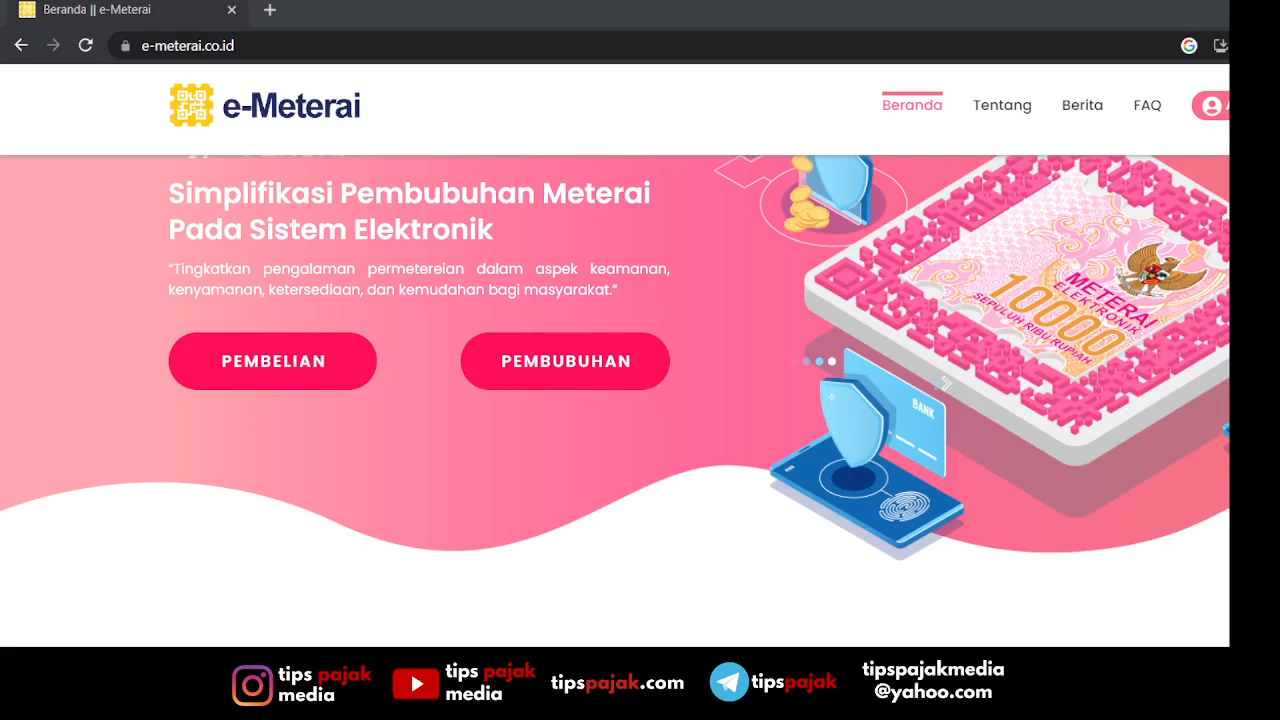 Beranda || e-Meterai
e-meterai.co.id
e-Meterai
Beranda
Tentang
Berita
FAQ
Simplifikasi Pembubuhan Meterai
Pada Sistem Elektronik
“Tingkatkan pengalaman permetereian dalam aspek keamanan,
kenyamanan, ketersediaan, dan kemudahan bagi masyarakat.“
PEMBELIAN
PEMBUBUHAN
METERAI
ELEKTRONIK
10000
SEPULUH RIBU RUPIAH
BANK
tips pajak
media
tips pajak
media
tipspajak.com
tipspajak
tipspajakmedia
@yahoo.com